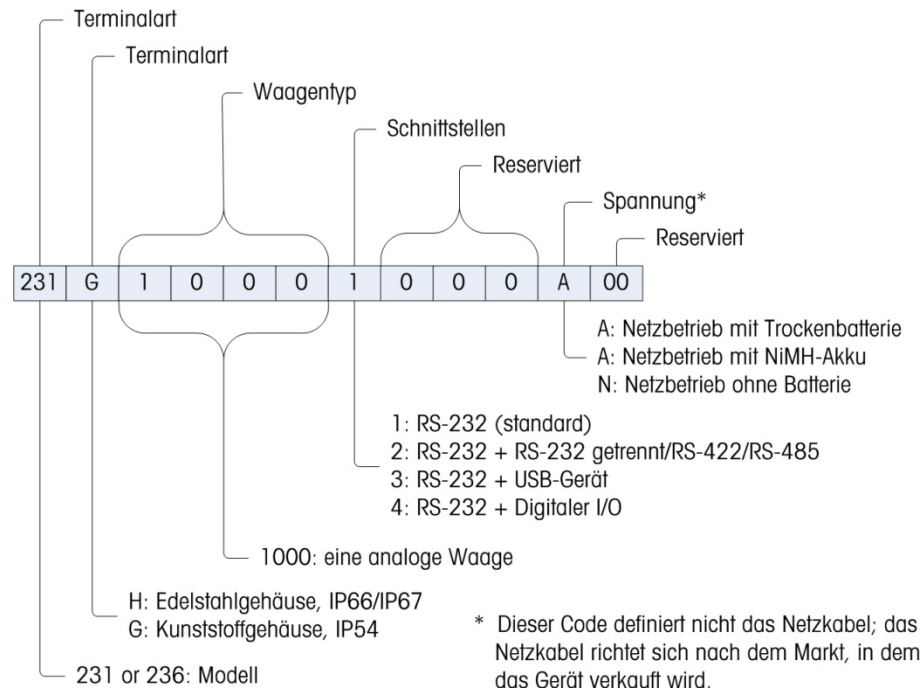 Terminalart
Terminalart
Waagentyp
Schnittstellen
Reserviert
Spannung*
Reserviert
231 G 1 0 0 0 1 0 0 0 A 00
A: Netzbetrieb mit Trockenbatterie
A: Netzbetrieb mit NiMH-Akku
N: Netzbetrieb ohne Batterie
1: RS-232 (standard)
2: RS-232 + RS-232 getrennt/RS-422/RS-485
3: RS-232 + USB-Gerät
4: RS-232 + Digitaler I/O
1000: eine analoge Waage
H: Edelstahlgehäuse, IP66/IP67
G: Kunststoffgehäuse, IP54
231 or 236: Modell
* Dieser Code definiert nicht das Netzkabel; das
Netzkabel richtet sich nach dem Markt, in dem
das Gerät verkauft wird.